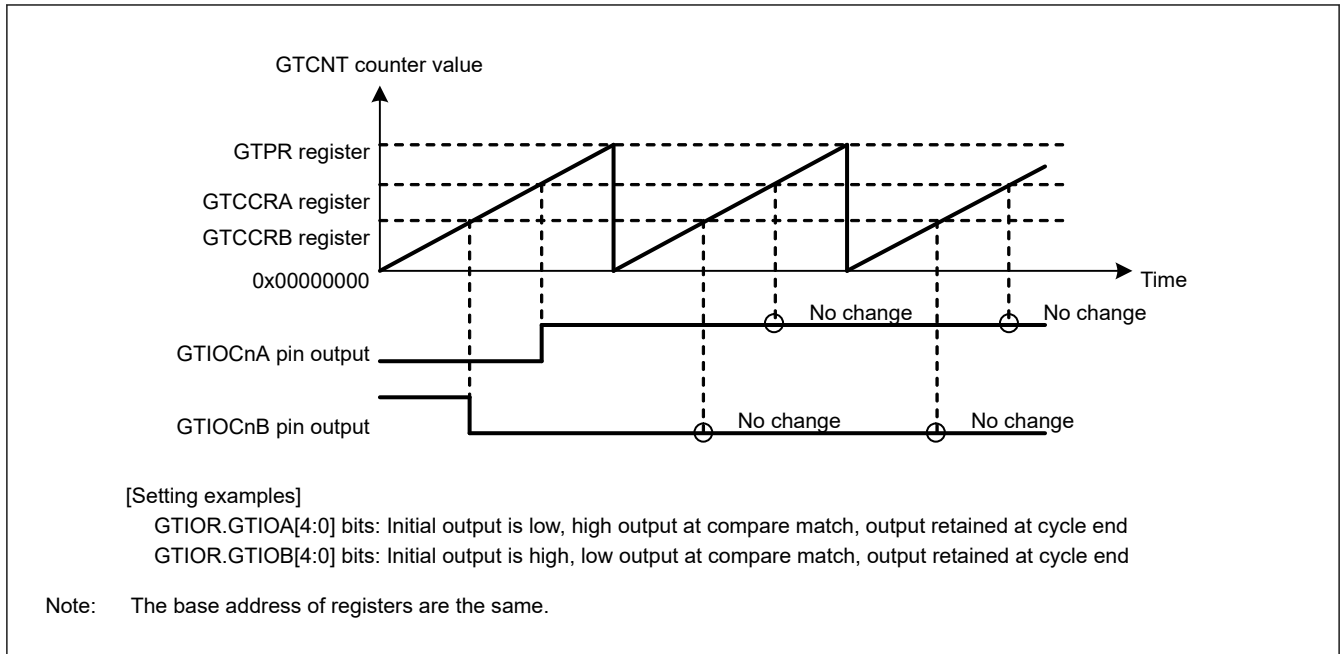 GTCNT counter value
GTPR register
GTCCRA register
GTCCRB register
0x00000000
Time
No change
No change
GTIOCnA pin output
GTIOCnB pin output
No change
No change
[Setting examples]
GTIOR.GTIOA[4:0] bits: Initial output is low, high output at compare match, output retained at cycle end
GTIOR.GTIOB[4:0] bits: Initial output is high, low output at compare match, output retained at cycle end
Note: The base address of registers are the same.